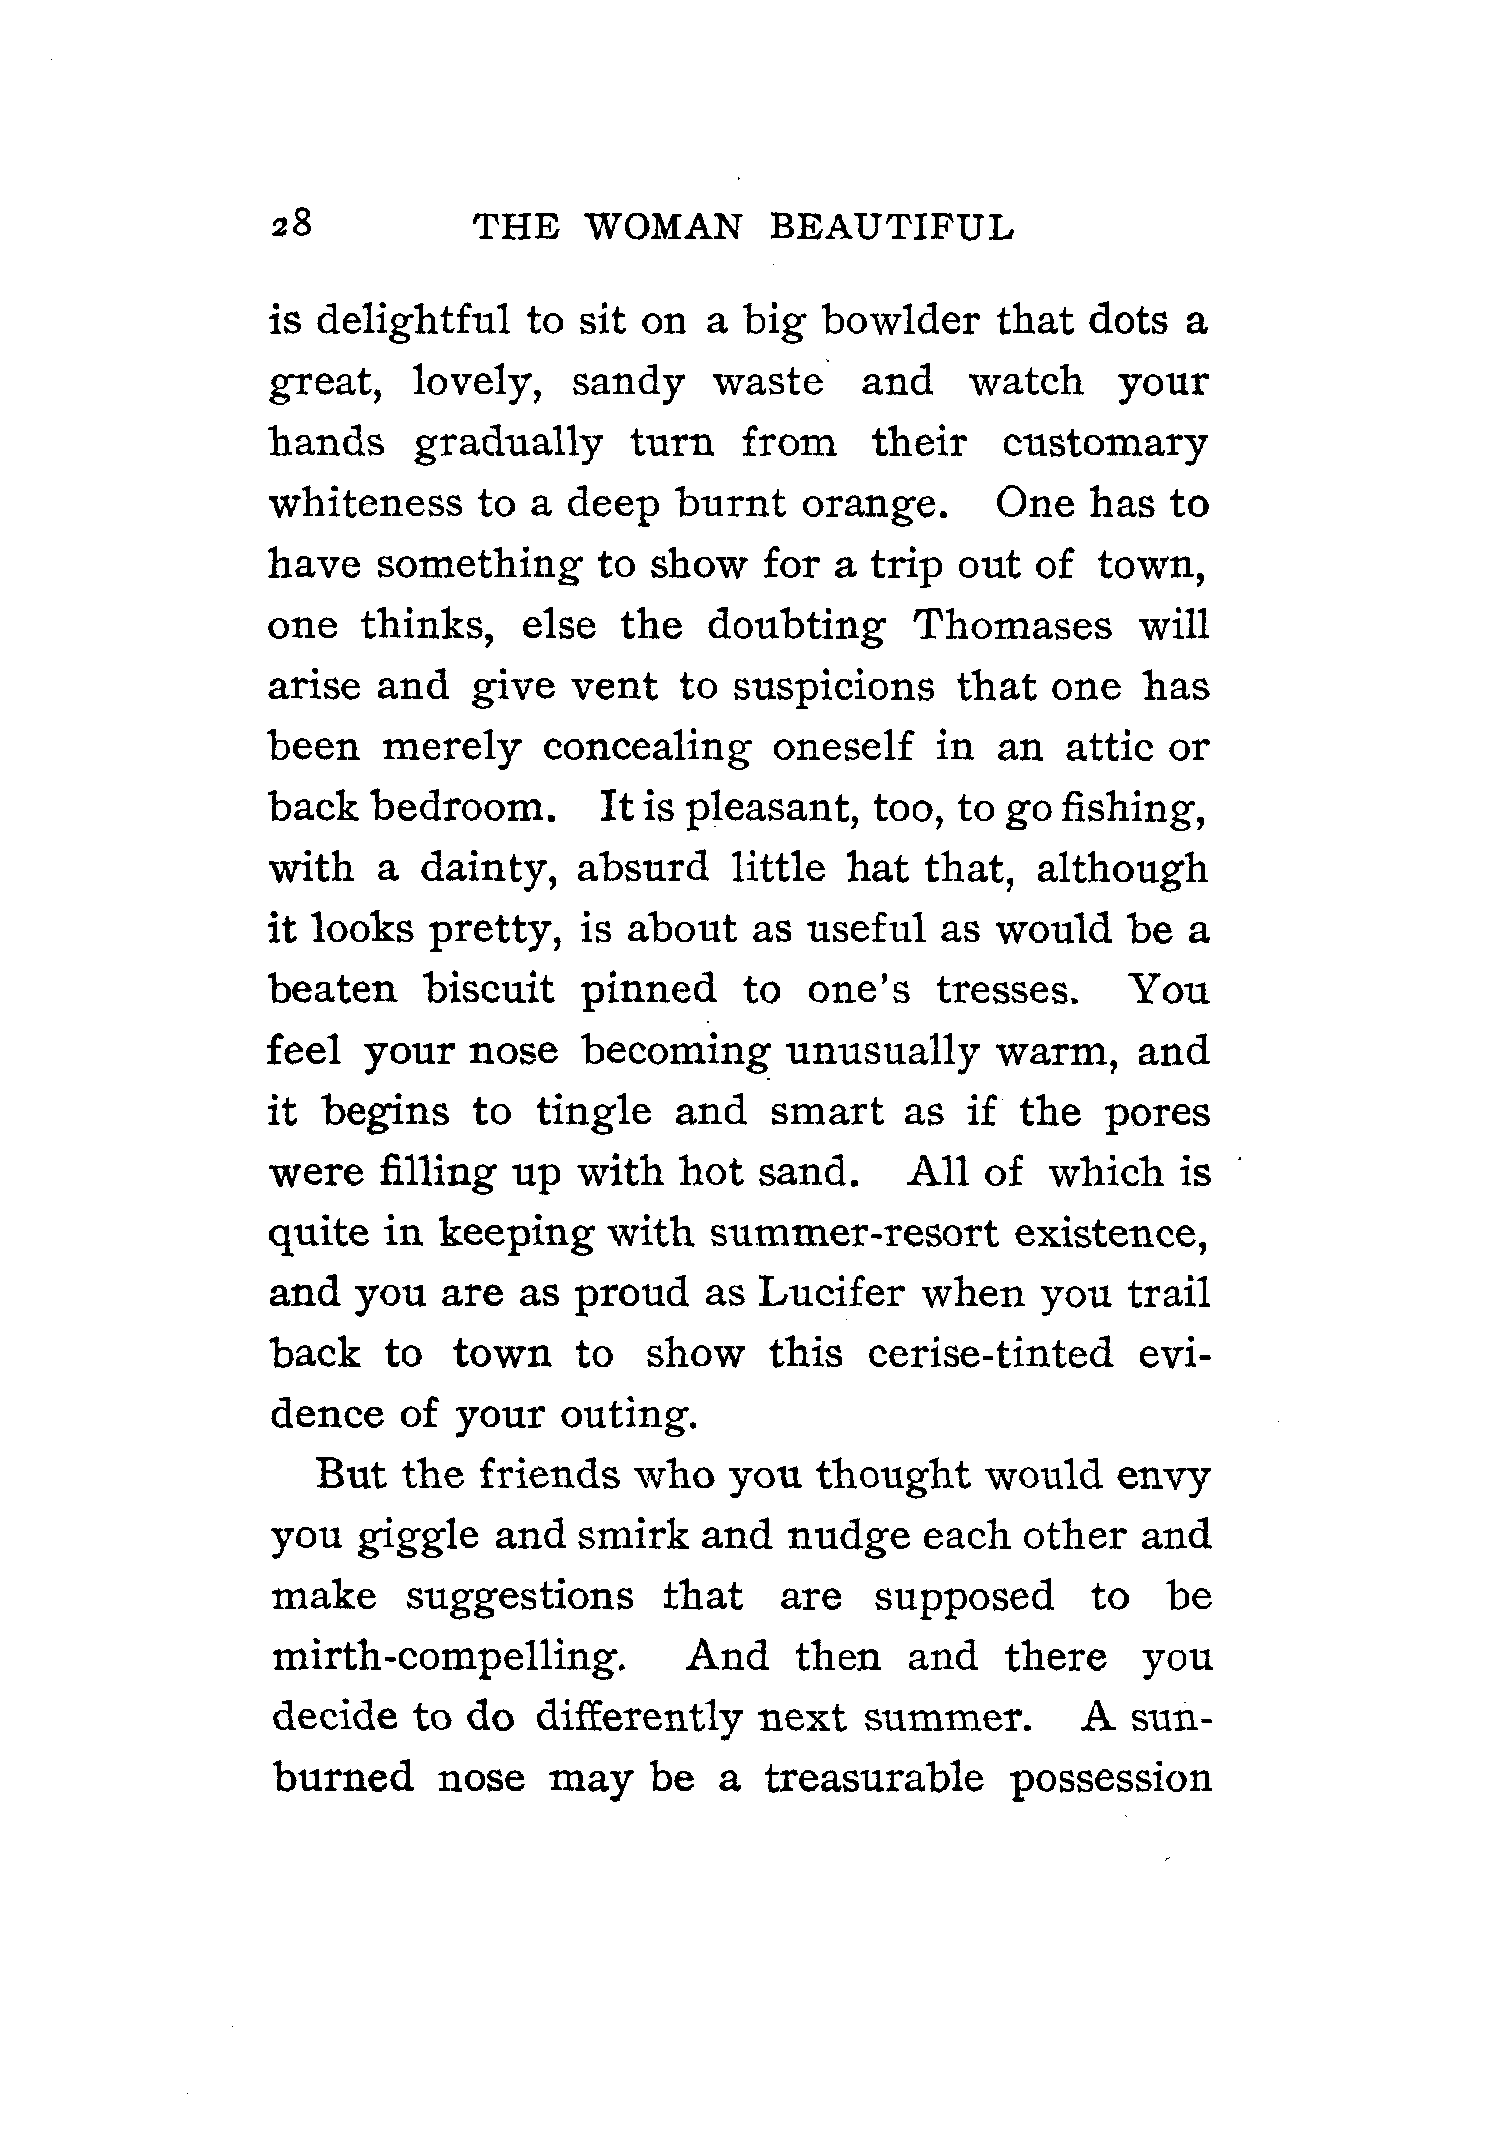 28 THE WOMAN BEAUTIFUL
is delightful to sit on a big bowlder that dots a
great, lovely, sandy waste and watch your
hands gradually turn from their customary
whiteness to a deep burnt orange. One has to
have something to show for a trip out of town,
one thinks, else the doubting Thomases will
arise and give vent to suspicions that one has
been merely concealing oneself in an attic or
back bedroom. It is pleasant, too, to go fishing,
with a dainty, absurd little hat that, although
it looks pretty, is about as useful as would be a
beaten biscuit pinned to one's tresses. You
feel your nose becoming unusually warm, and
it begins to tingle and smart as if the pores
were filling up with hot sand. All of which is
quite in keeping with summer-resort existence,
and you are as proud as Lucifer when you trail
back to town to show this cerise-tinted evi-
dence of your outing.
But the friends who you thought would envy
you giggle and smirk and nudge each other and
make suggestions that are supposed to be
mirth-compelling. And then and there you
decide to do differently next summer. A sun-
burned nose may be a treasurable possession